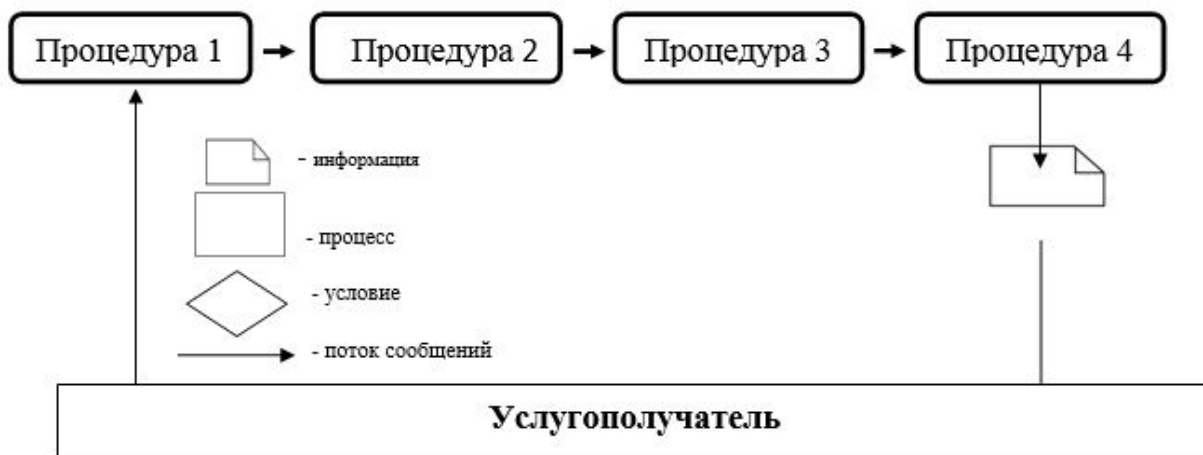 Процедура 1
Процедура 2
Процедура 3
Процедура 4
- информация
- процесс
- условие
- поток сообщений
Услугополучатель